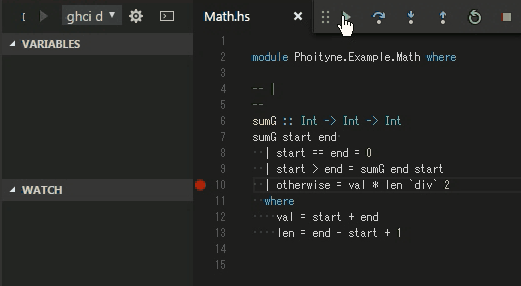 ghci d
Math.hs
VARIABLES
WATCH
1
2 module Phoityne.Example.Math where
3
4 -- |
5 --
6 sumG :: Int -> Int -> Int
7 sumG start end
8 | start == end = 0
9 | start > end = sumG end start
10 | otherwise = val * len `div` 2
11 where
12 val = start + end
13 len = end - start + 1
14
15